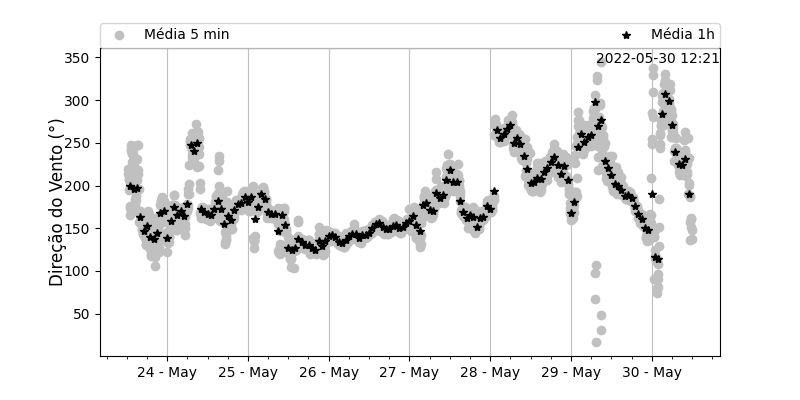 Média 5 min
Média 1h
2022-05-30 12:21
Direção do Vento (°)
350
300
250
200
150
100
50
24 - May
25 - May
26 - May
27 - May
28 - May
29 - May
30 - May